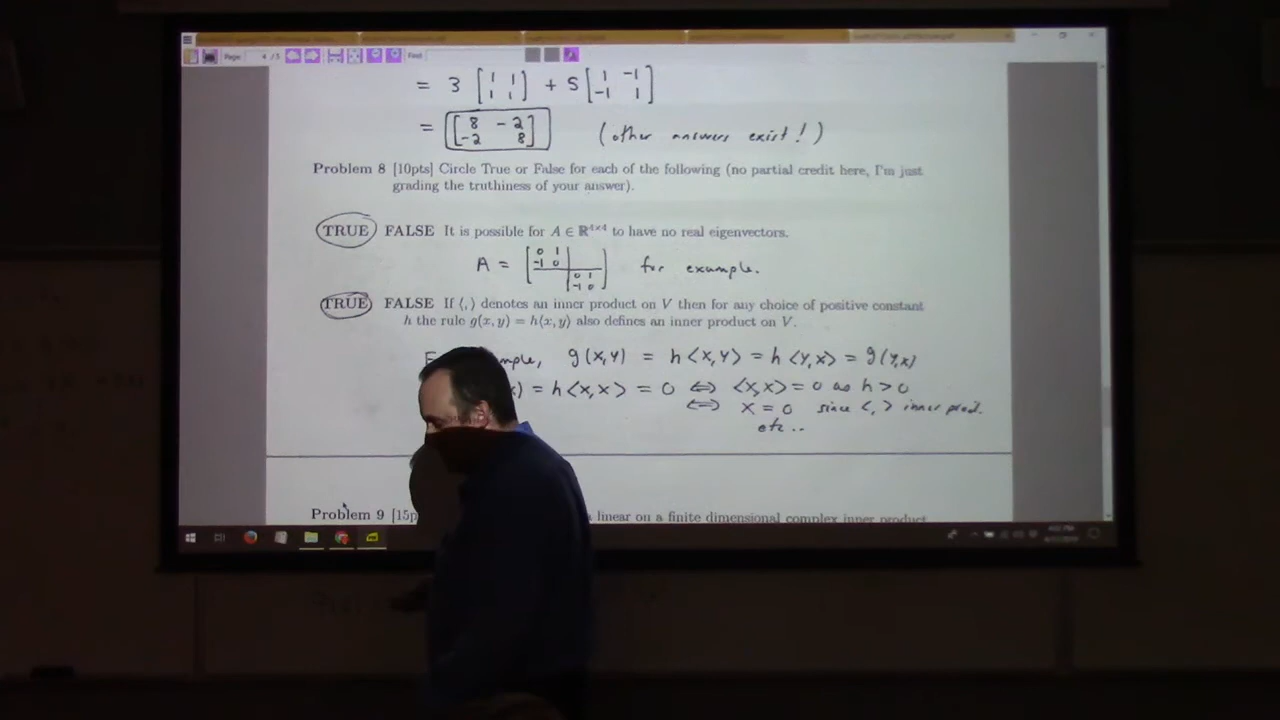 Page: 4 / 5 Find:
= 3 [1 1 1 1] + 5 [1 -1 -1 1]
= [8 -2 -2 8] (other answers exist!)
Problem 8 [10pts] Circle True or False for each of the following (no partial credit here, I'm just
grading the truthiness of your answer).
TRUE FALSE It is possible for A ∈ ℝ⁴ˣ⁴ to have no real eigenvectors.
A = [0 1 -1 0 0 1 -1 0] for example.
TRUE FALSE If ⟨,⟩ denotes an inner product on V then for any choice of positive constant
h the rule g(x, y) = h⟨x, y⟩ also defines an inner product on V.
g(x,y) = h<x,y> = h<y,x> = g(y,x)
) = h<x,x> = 0 ⇔ <x,x> = 0 as h > 0
⇔ x = 0 since <,> inner prod.
etc..
Problem 9 [15p linear on a finite dimensional complex inner product